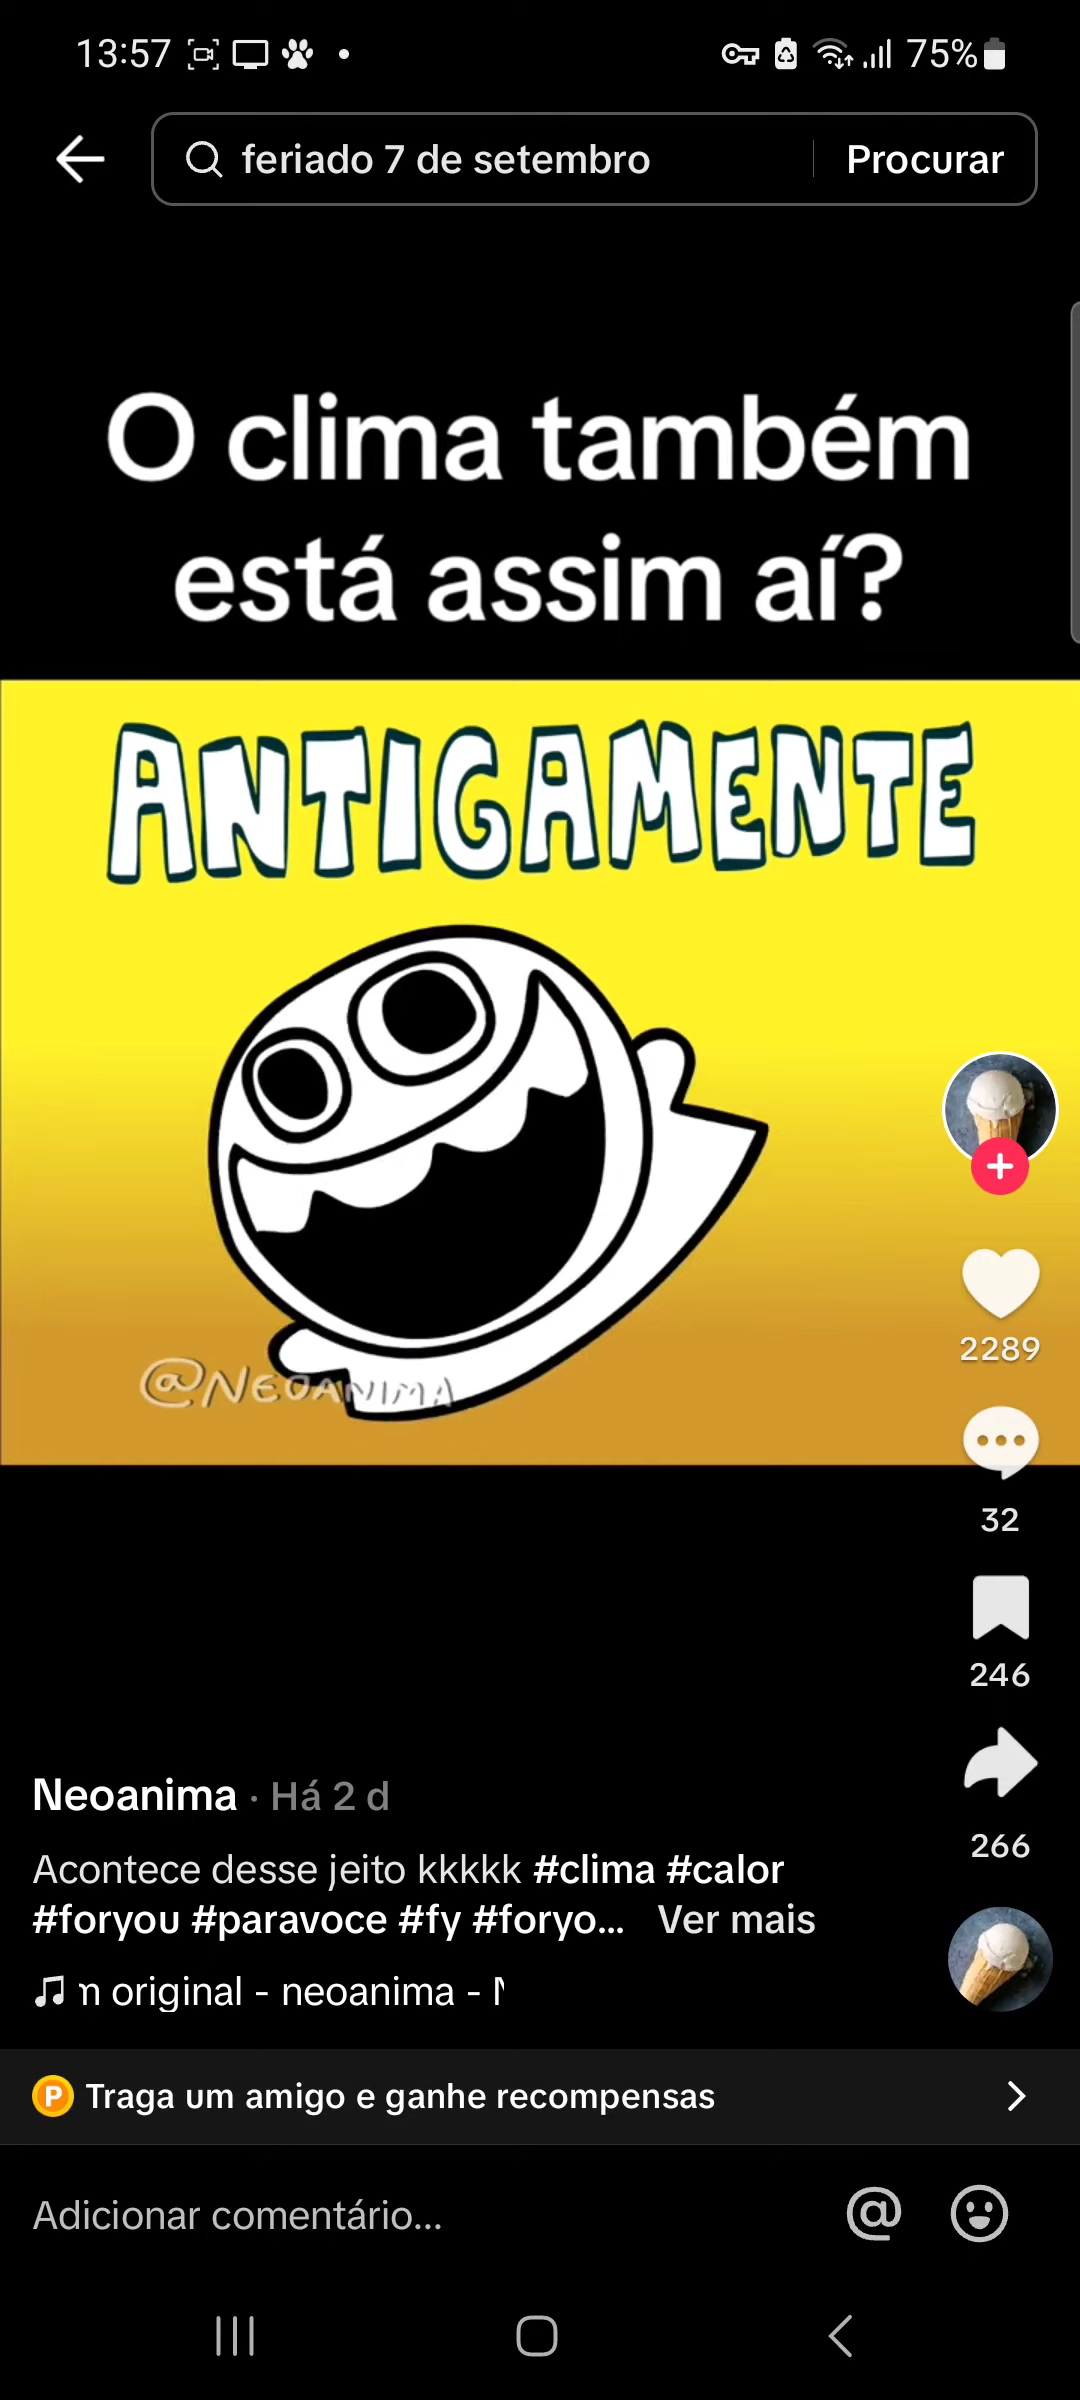 13:57
75%
feriado 7 de setembro
Procurar
O clima também
está assim aí?
ANTIGAMENTE
@NEOANIMA
2289
32
246
266
Neoanima · Há 2 d
Acontece desse jeito kkkkk #clima #calor
#foryou #paravoce #fy #foryo... Ver mais
original - neoanima -
P Traga um amigo e ganhe recompensas
Adicionar comentário...